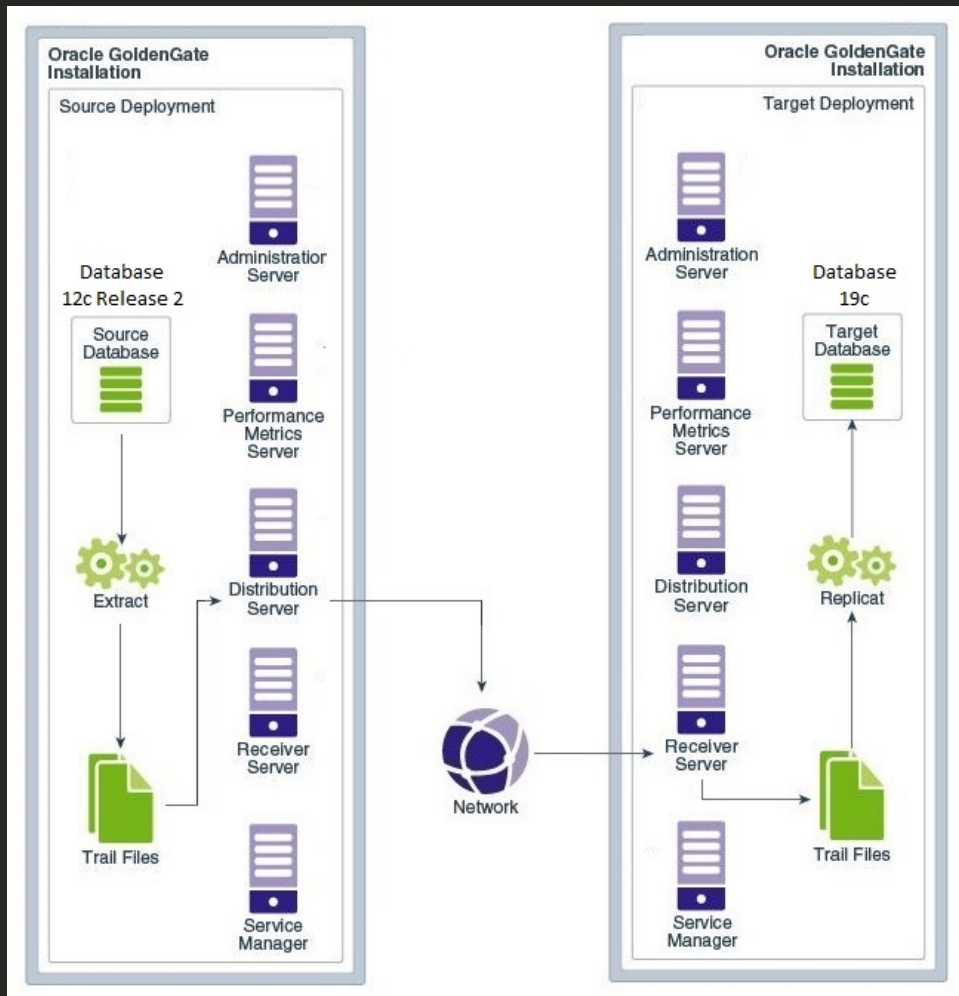 Oracle GoldenGate
Installation
Source Deployment
Administration
Server
Database
12c Release 2
Source
Database
Performance
Metrics
Server
Extract
Distribution
Server
Receiver
Server
Trail Files
Service
Manager
Network
Oracle GoldenGate
Installation
Target Deployment
Administration
Server
Database
19c
Target
Database
Performance
Metrics
Server
Distribution
Server
Replicat
Receiver
Server
Trail Files
Service
Manager